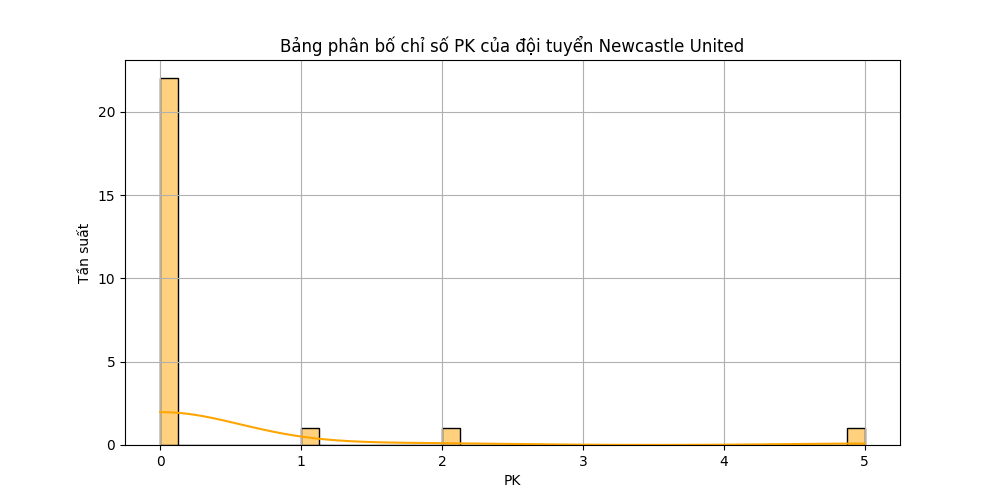 Bảng phân bố chỉ số PK của đội tuyển Newcastle United
Tần suất
20
15
10
5
0
0 1 2 3 4 5
PK